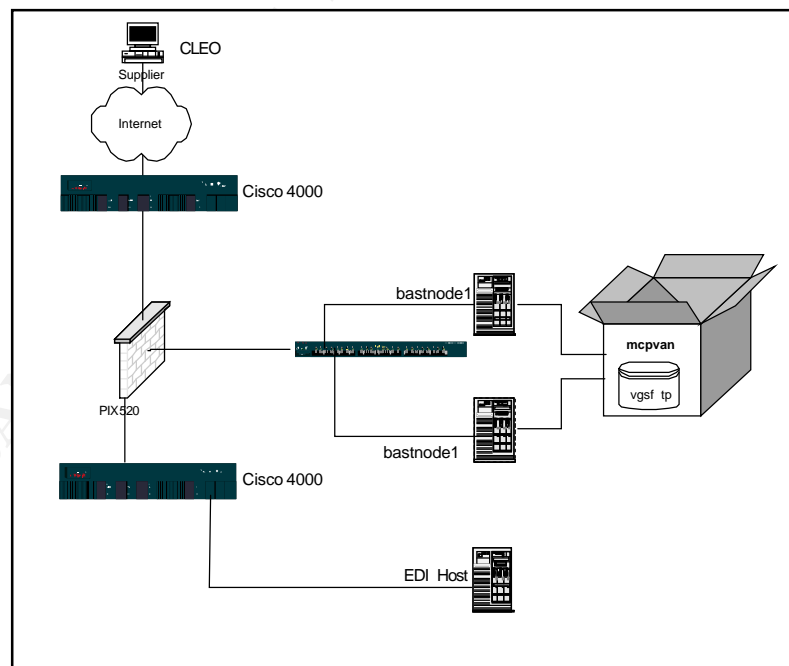 CLEO
Supplier
Internet
Cisco 4000
bastnode1
mcpvan
vgsf tp
PIX520
bastnode1
Cisco 4000
EDI Host